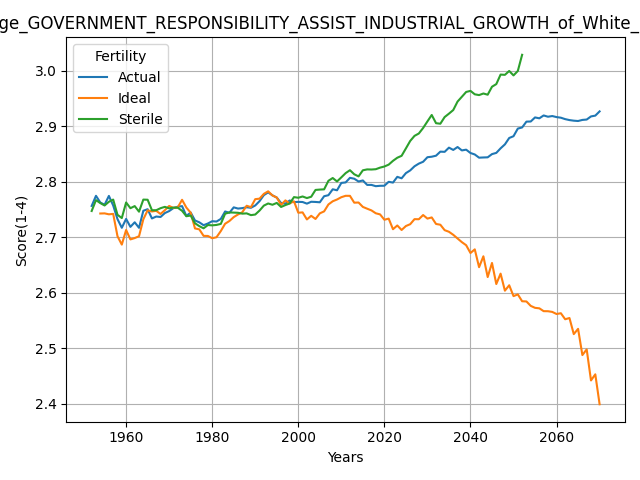 ge_GOVERNMENT_RESPONSIBILITY_ASSIST_INDUSTRIAL_GROWTH_of_White_
Fertility
Actual
Ideal
Sterile
Score(1-4)
3.0
2.9
2.8
2.7
2.6
2.5
2.4
1960 1980 2000 2020 2040 2060
Years